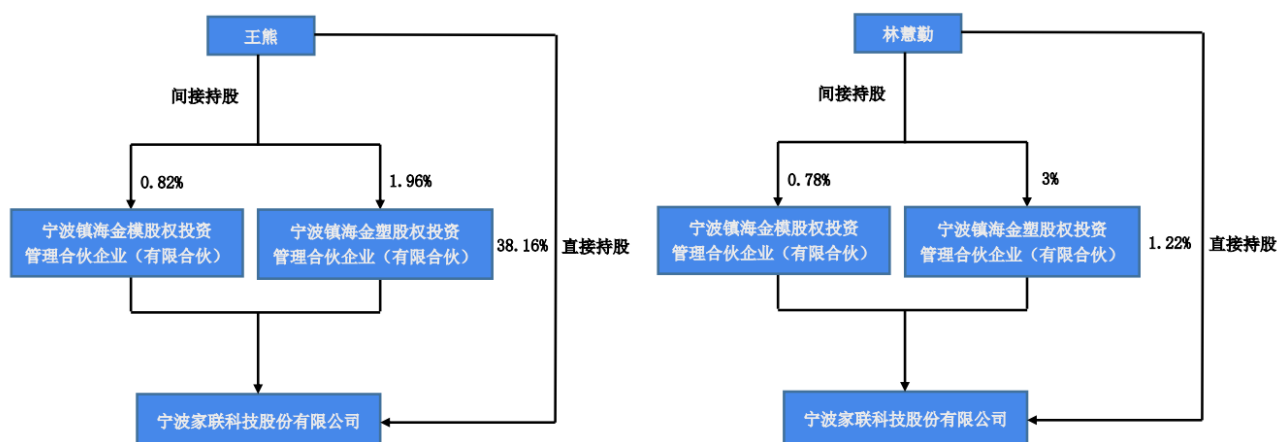 王熊
间接持股
0.82%
1.96%
宁波镇海金模股权投资
管理合伙企业（有限合伙）
宁波镇海金塑股权投资
管理合伙企业（有限合伙）
38.16%
直接持股
宁波家联科技股份有限公司
林慧勤
间接持股
0.78%
3%
宁波镇海金模股权投资
管理合伙企业（有限合伙）
宁波镇海金塑股权投资
管理合伙企业（有限合伙）
1.22%
直接持股
宁波家联科技股份有限公司